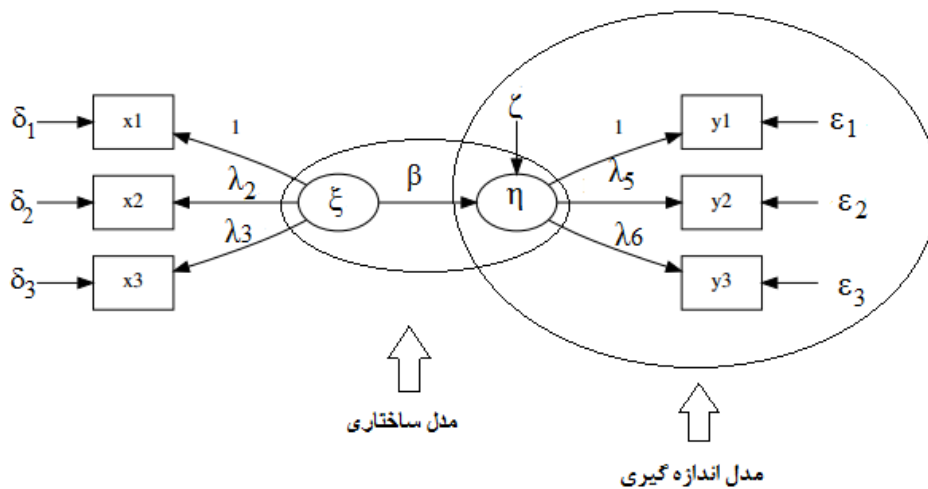 δ1 x1 1 ζ 1 y1 ε1
δ2 x2 λ2 ξ β η λ5 y2 ε2
δ3 x3 λ3 λ6 y3 ε3
مدل ساختاری
مدل اندازه گیری